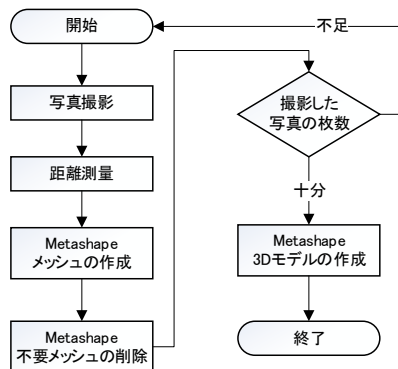 開始
写真撮影
距離測量
Metashape
メッシュの作成
Metashape
不要メッシュの削除
不足
撮影した
写真の枚数
十分
Metashape
3Dモデルの作成
終了